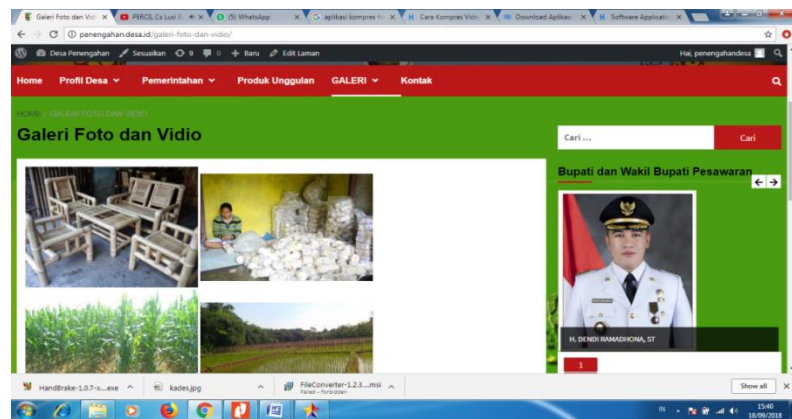 Galeri Foto dan Vid
PERCIL Cs Lusi
(5) WhatsApp
aplikasi kompres
Cara Kompres Vide
Download Aplikasi
Software Applicatio
penengahan.desa.id/galeri-foto-dan-vidio/
Desa Penengahan
Sesuaikan
9
0
Baru
Edit Laman
Hai, penengahandesa
Home
Profil Desa
Pemerintahan
Produk Unggulan
GALERI
Kontak
HOME / GALERI FOTO DAN VIDIO
Galeri Foto dan Vidio
Cari ...
Cari
Bupati dan Wakil Bupati Pesawaran
H. DENDI RAMADHONA, ST
1
HandBrake-1.0.7-x....exe
kades.jpg
FileConverter-1.2.3....msi
Failed - Forbidden
Show all
IN
15:40
18/09/2018